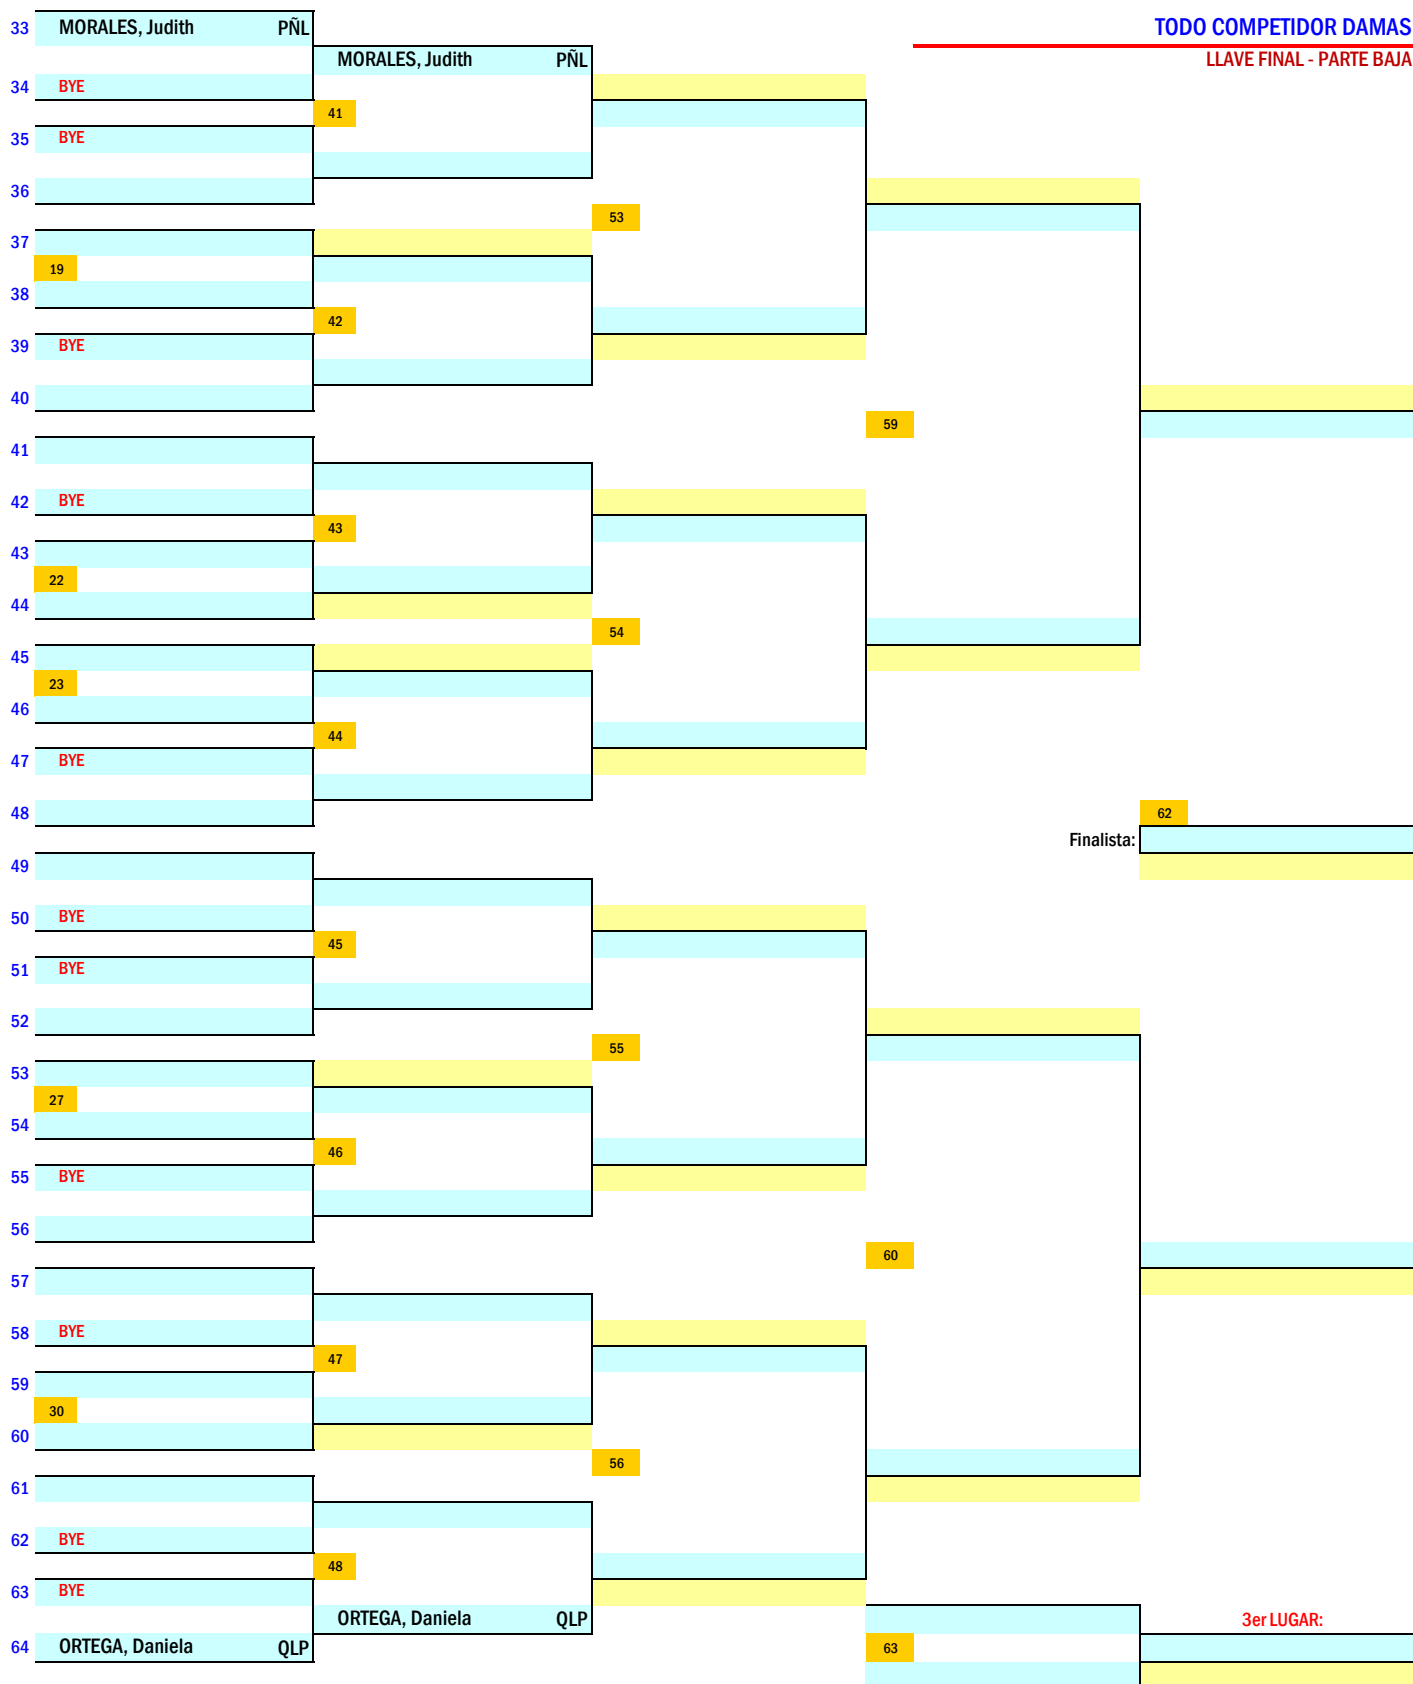 33 MORALES, Judith PÑL
TODO COMPETIDOR DAMAS
MORALES, Judith PÑL
LLAVE FINAL - PARTE BAJA
34 BYE
41
35 BYE
36
53
37
19
38
42
39 BYE
40
59
41
42 BYE
43
43
22
44
54
45
23
46
44
47 BYE
48
62
Finalista:
49
50 BYE
45
51 BYE
52
55
53
27
54
46
55 BYE
56
60
57
58 BYE
47
59
30
60
56
61
62 BYE
48
63 BYE
ORTEGA, Daniela QLP
3er LUGAR:
64 ORTEGA, Daniela QLP
63